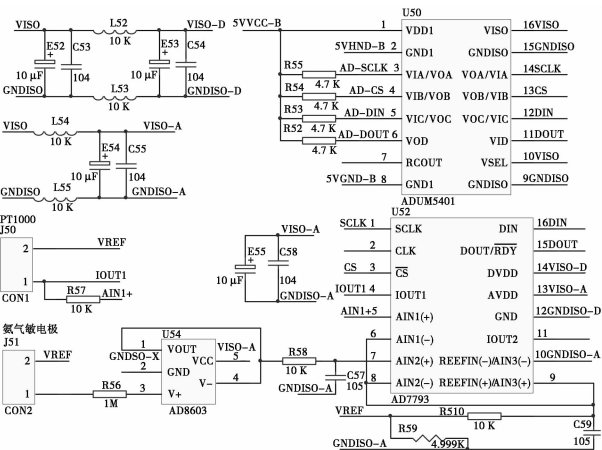 VISO L52 VISO-D
10 K
E52 C53 E53 C54
10 μF 104 10 μF 104
GNDISO L53 GNDISO-D
10 K
VISO L54 VISO-A
10 K
E54 C55
10 μF 104
GNDISO L55 GNDISO-A
10 K
U50
5VVCC-B 1 VDD1 VISO 16VISO
5VHND-B 2 GND1 GNDISO 15GNDISO
R55 AD-SCLK 3 VIA/VOA VOA/VIA 14SCLK
4.7 K
R54 AD-CS 4 VIB/VOB VOB/VIB 13CS
4.7 K
R53 AD-DIN 5 VIC/VOC VOC/VIC 12DIN
4.7 K
R52 AD-DOUT 6 VOD VID 11DOUT
4.7 K
7 RCOUT VSEL 10VISO
5VGND-B 8 GND1 GNDISO 9GNDISO
ADUM5401
PT1000
J50
2 VREF
1 IOUT1
R57 AIN1+
CON1 10 K
VISO-A
E55 C58
10 μF 104
GNDISO-A
U52
SCLK 1 SCLK DIN 16DIN
2 CLK DOUT/RDY 15DOUT
CS 3 CS DVDD 14VISO-D
IOUT1 4 IOUT1 AVDD 13VISO-A
AIN1+5 AIN1(+) GND 12GNDISO-D
6 AIN1(-) IOUT2 11
7 AIN2(+) REEFIN(-)/AIN3(-) 10GNDISO-A
8 AIN2(-) REEFIN(+)/AIN3(+) 9
AD7793
氨气敏电极
J51
2 VREF
1 R56
CON2 1M
U54
1 VOUT VISO-A
GNDSO-X VCC 5
2 GND
V- 4
3 V+
AD8603
R58
10 K
C57
105
GNDISO-A
VREF R510
10 K
C59
105
R59
4.999K
GNDISO-A